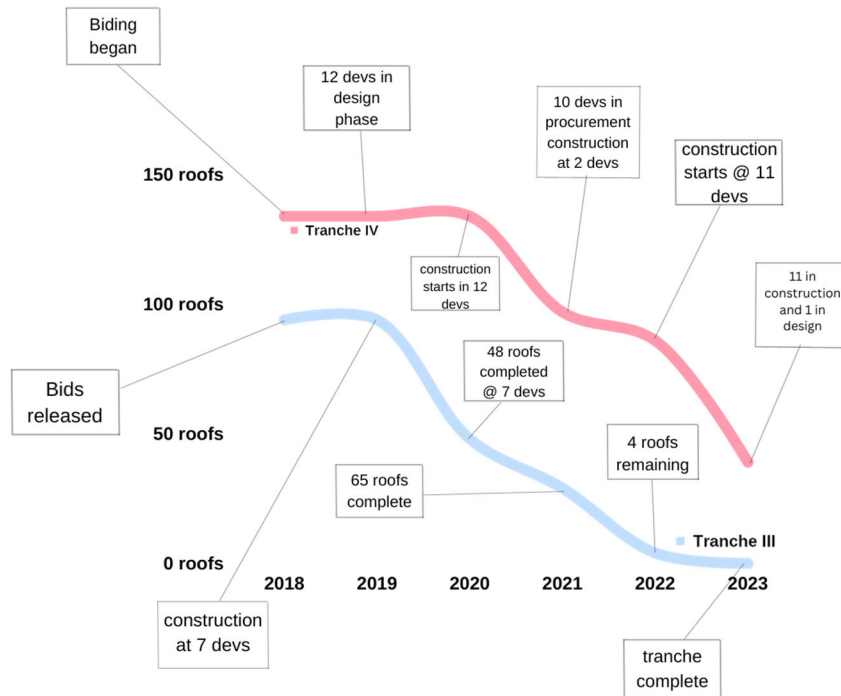 Biding
began
12 devs in
design
phase
10 devs in
procurement
construction
at 2 devs
construction
starts @ 11
devs
150 roofs
Tranche IV
construction
starts in 12
devs
11 in
construction
and 1 in
design
100 roofs
Bids
released
48 roofs
completed
@ 7 devs
50 roofs
4 roofs
remaining
65 roofs
complete
Tranche III
0 roofs
2018
2019
2020
2021
2022
2023
construction
at 7 devs
tranche
complete